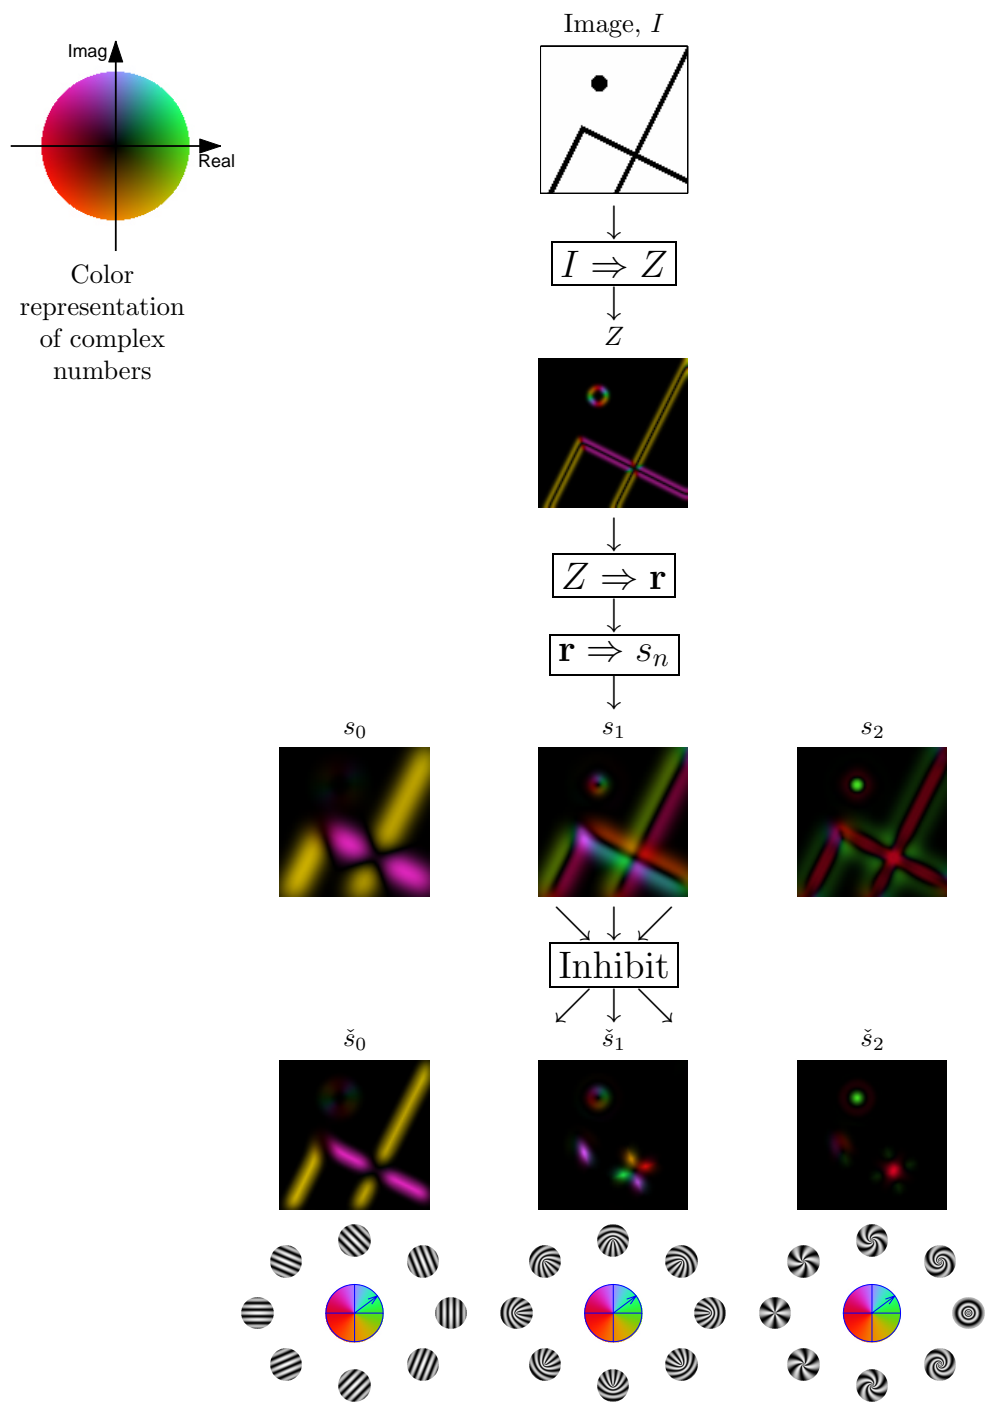 Image, I
Imag
Real
Color
representation
of complex
numbers
I ⇒ Z
Z
Z ⇒ r
r ⇒ sₙ
s₀
s₁
s₂
Inhibit
š₀
š₁
š₂